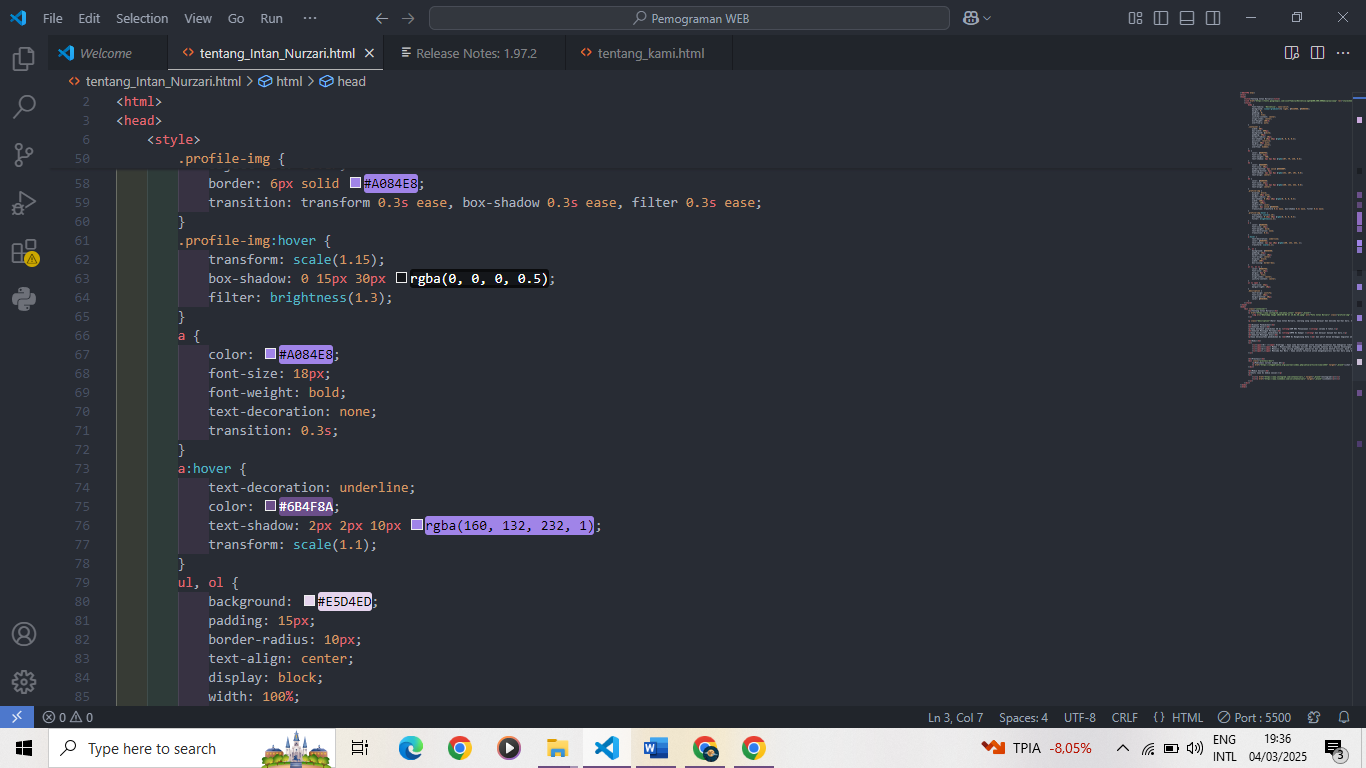 File Edit Selection View Go Run ··· Pemograman WEB
Welcome tentang_Intan_Nurzari.html Release Notes: 1.97.2 tentang_kami.html
tentang_Intan_Nurzari.html > html > head
2 <html>
3 <head>
6 <style>
50 .profile-img {
58 border: 6px solid #A084E8;
59 transition: transform 0.3s ease, box-shadow 0.3s ease, filter 0.3s ease;
60 }
61 .profile-img:hover {
62 transform: scale(1.15);
63 box-shadow: 0 15px 30px rgba(0, 0, 0, 0.5);
64 filter: brightness(1.3);
65 }
66 a {
67 color: #A084E8;
68 font-size: 18px;
69 font-weight: bold;
70 text-decoration: none;
71 transition: 0.3s;
72 }
73 a:hover {
74 text-decoration: underline;
75 color: #6B4F8A;
76 text-shadow: 2px 2px 10px rgba(160, 132, 232, 1);
77 transform: scale(1.1);
78 }
79 ul, ol {
80 background: #E5D4ED;
81 padding: 15px;
82 border-radius: 10px;
83 text-align: center;
84 display: block;
85 width: 100%;
0 0 Ln 3, Col 7 Spaces: 4 UTF-8 CRLF {} HTML Port : 5500
Type here to search TPIA -8.05% ENG INTL 19:36 04/03/2025 3